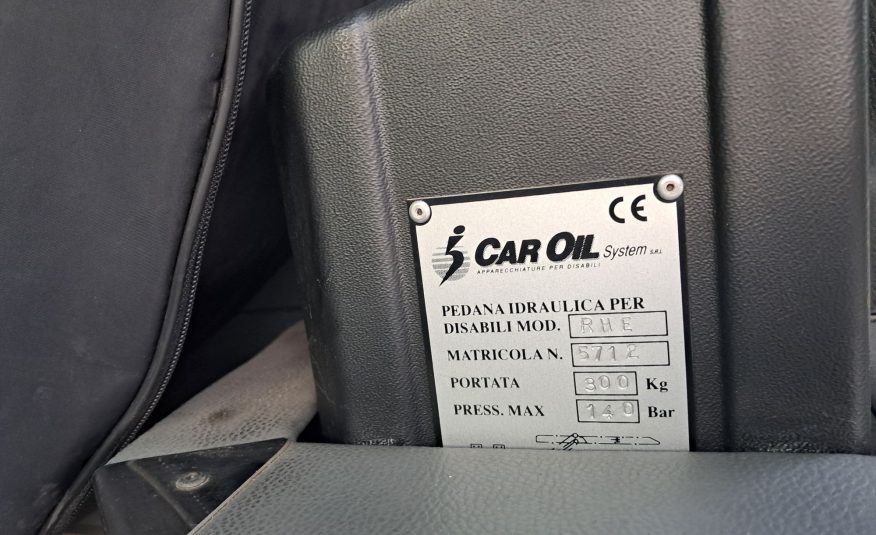 CE
CAR OIL System S.R.L.
APPARECCHIATURE PER DISABILI
PEDANA IDRAULICA PER
DISABILI MOD. RHE
MATRICOLA N. 5712
PORTATA 300 Kg
PRESS. MAX 140 Bar